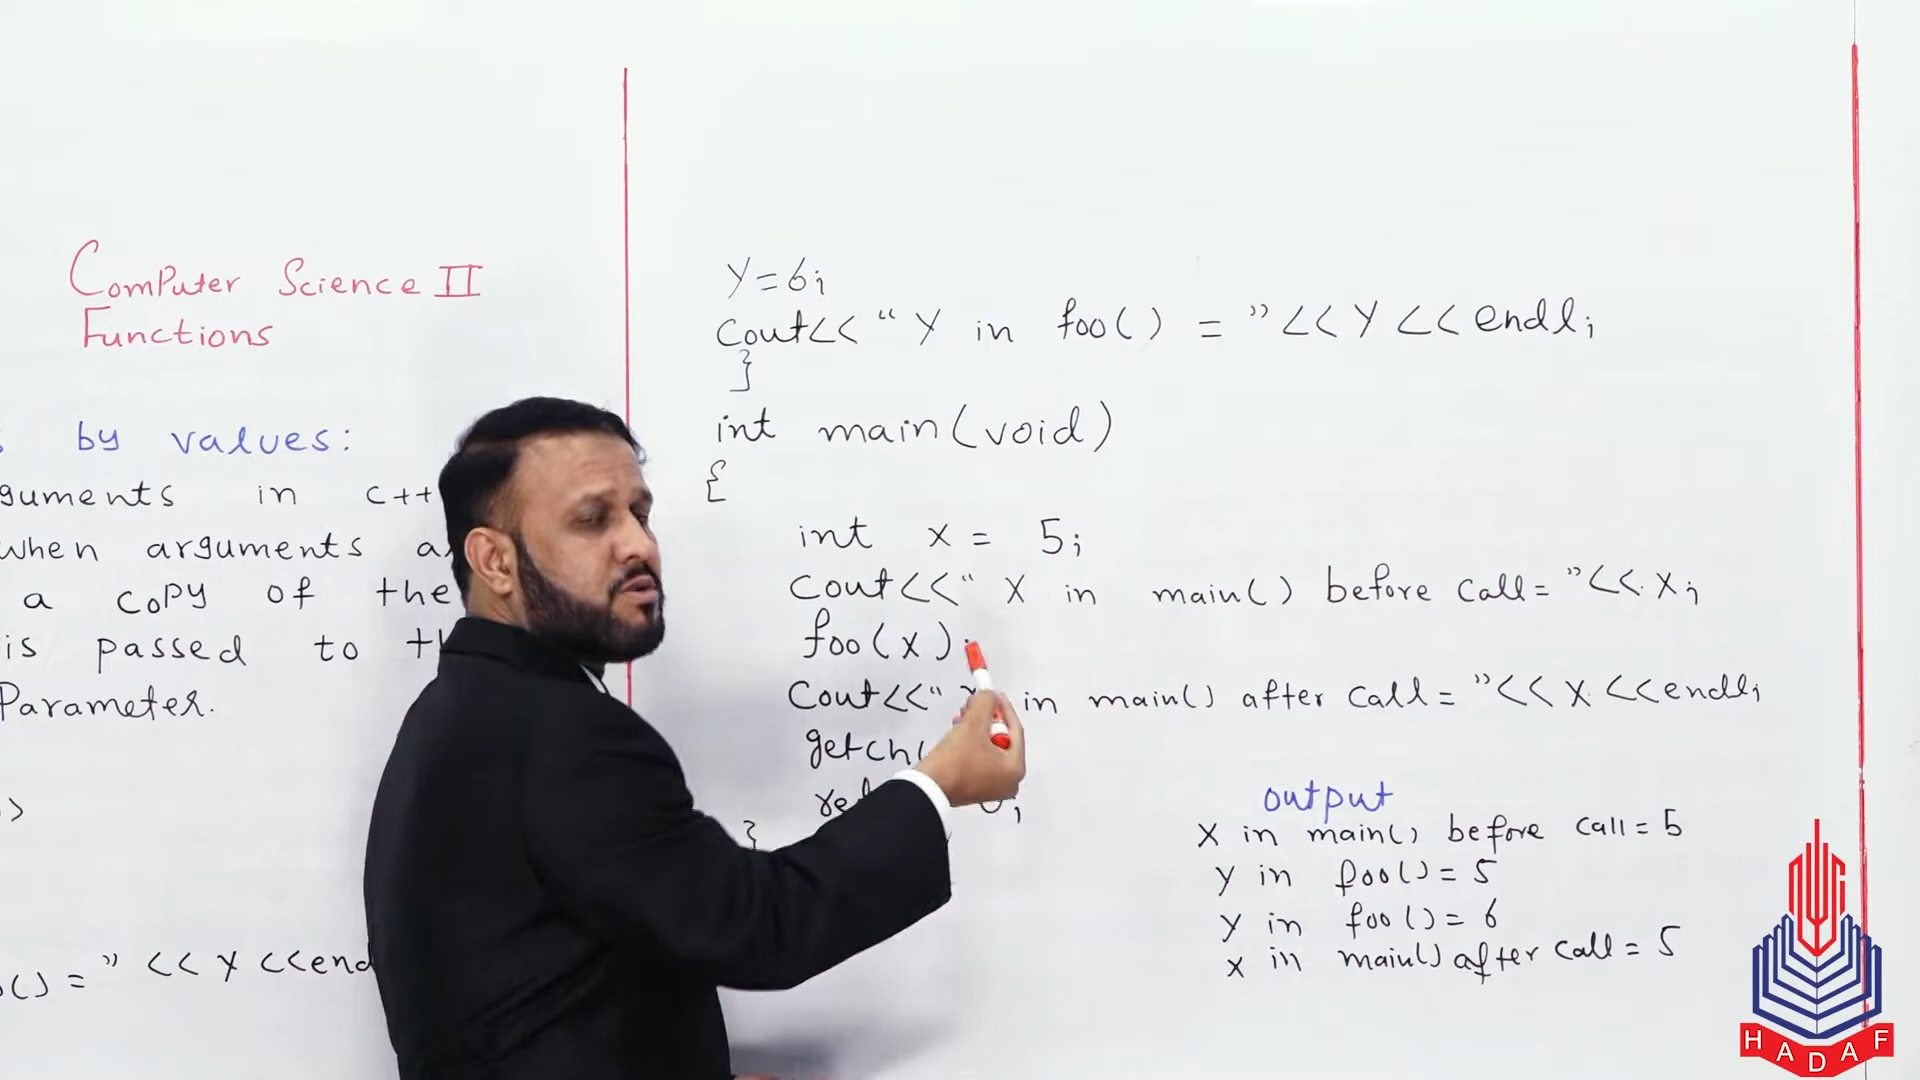 Computer Science II
Functions
by values:
guments in c++
when arguments
a copy of the
is passed to
Parameter.
>
() = " << Y <<end
Y=6;
Cout<< " Y in foo() = "<< Y << endl;
}
int main(void)
{
int x = 5;
Cout<<" X in main() before call= "<< x;
foo(x);
Cout<<" in main() after call= "<< x <<endl;
getch(
}
output
X in main() before call= 5
y in foo()= 5
y in foo()= 6
x in main() after call= 5
HADAF